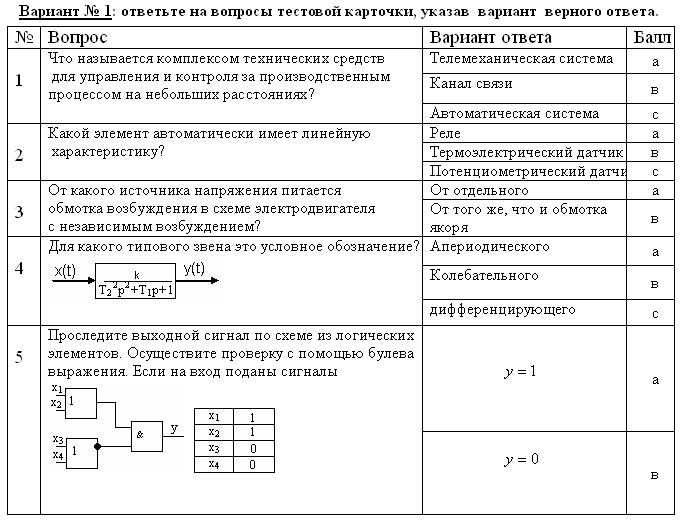 Вариант № 1: ответьте на вопросы тестовой карточки, указав вариант верного ответа.
№ Вопрос Вариант ответа Балл
1 Что называется комплексом технических средств
для управления и контроля за производственным
процессом на небольших расстояниях?
Телемеханическая система а
Канал связи в
Автоматическая система с
2 Какой элемент автоматически имеет линейную
характеристику?
Реле а
Термоэлектрический датчик в
Потенциометрический датчи с
3 От какого источника напряжения питается
обмотка возбуждения в схеме электродвигателя
с независимым возбуждением?
От отдельного а
От того же, что и обмотка
якоря в
4 Для какого типового звена это условное обозначение?
x(t) k y(t)
T₂²p²+T₁p+1
Апериодического а
Колебательного в
дифференцирующего с
5 Проследите выходной сигнал по схеме из логических
элементов. Осуществите проверку с помощью булева
выражения. Если на вход поданы сигналы
x₁
x₂ 1
& y
x₃
x₄ 1
x₁ 1
x₂ 1
x₃ 0
x₄ 0
y = 1 а
y = 0 в